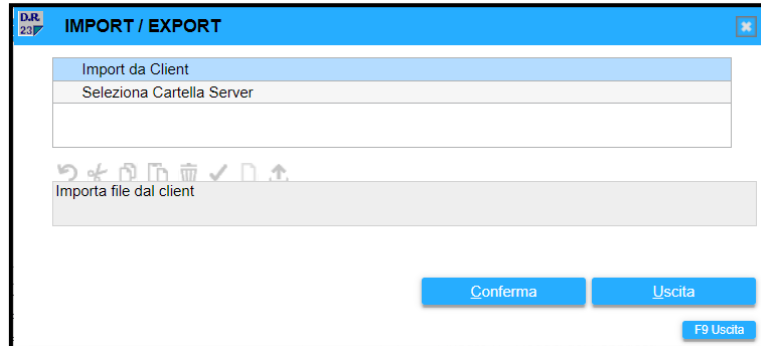 D.R.
23
IMPORT / EXPORT
Import da Client
Seleziona Cartella Server
Importa file dal client
Conferma
Uscita
F9 Uscita